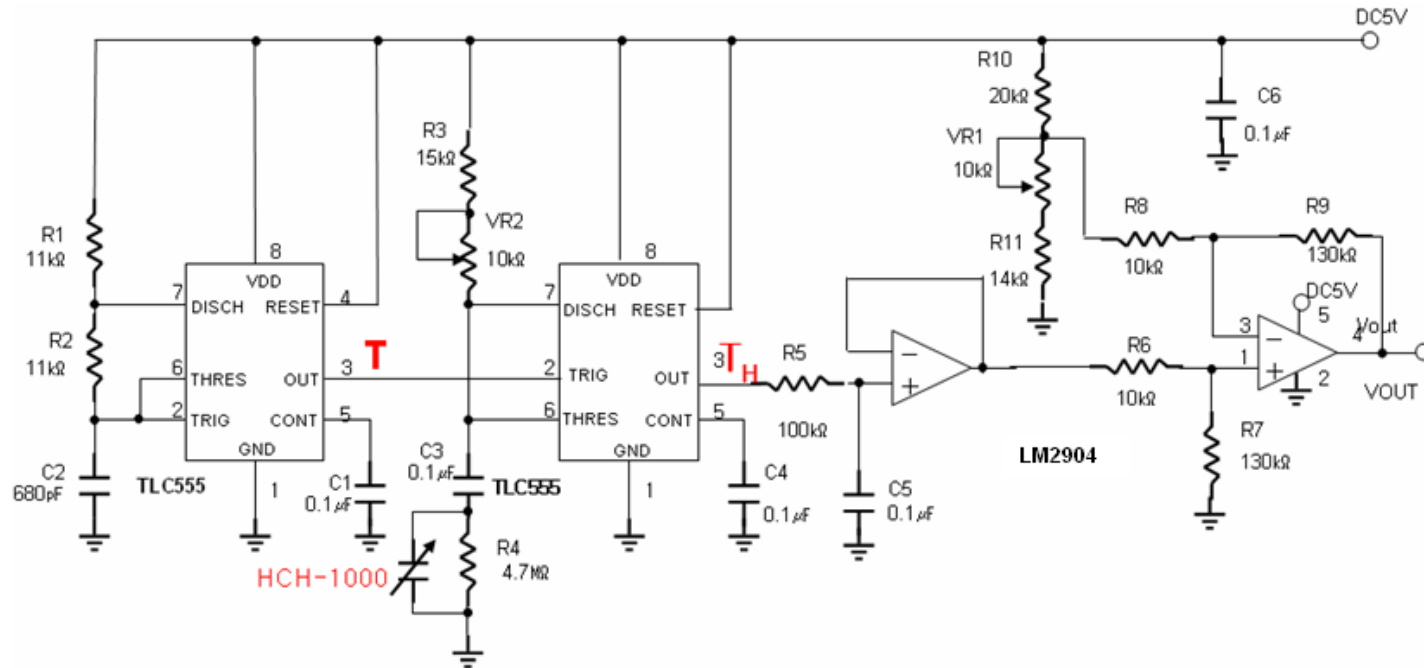 DC5V
R10
20kΩ
C6
0.1㎌
R3
15kΩ
VR1
10kΩ
R1
11kΩ
VR2
10kΩ
R8
10kΩ
R9
130kΩ
R11
14kΩ
8
VDD
7
DISCH
RESET
4
8
VDD
7
DISCH
RESET
R2
11kΩ
T
6
THRES
OUT
3
2
TRIG
3
T H
OUT
R5
100kΩ
2
TRIG
CONT
5
6
THRES
CONT
5
GND
1
GND
1
C2
680pF
TLC555
C1
0.1㎌
C3
0.1㎌
TLC555
C4
0.1㎌
C5
0.1㎌
HCH-1000
R4
4.7MΩ
−
+
R6
10kΩ
LM2904
R7
130kΩ
DC5V
5
3
−
1
+
4
2
Vout
VOUT